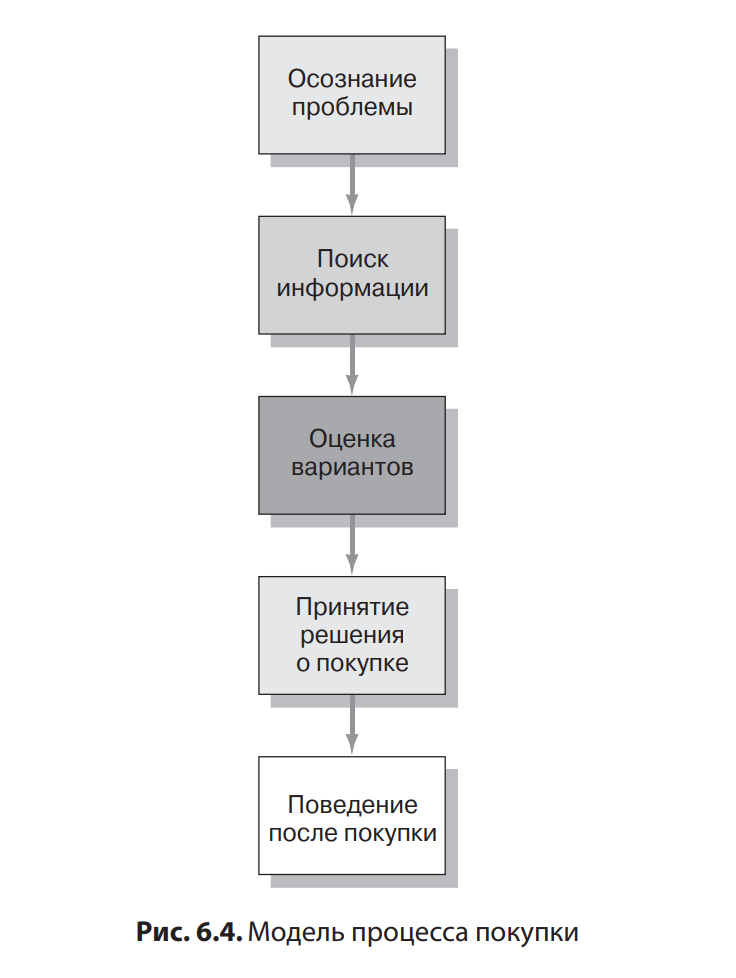 Осознание
проблемы
Поиск
информации
Оценка
вариантов
Принятие
решения
о покупке
Поведение
после покупки
Рис. 6.4. Модель процесса покупки